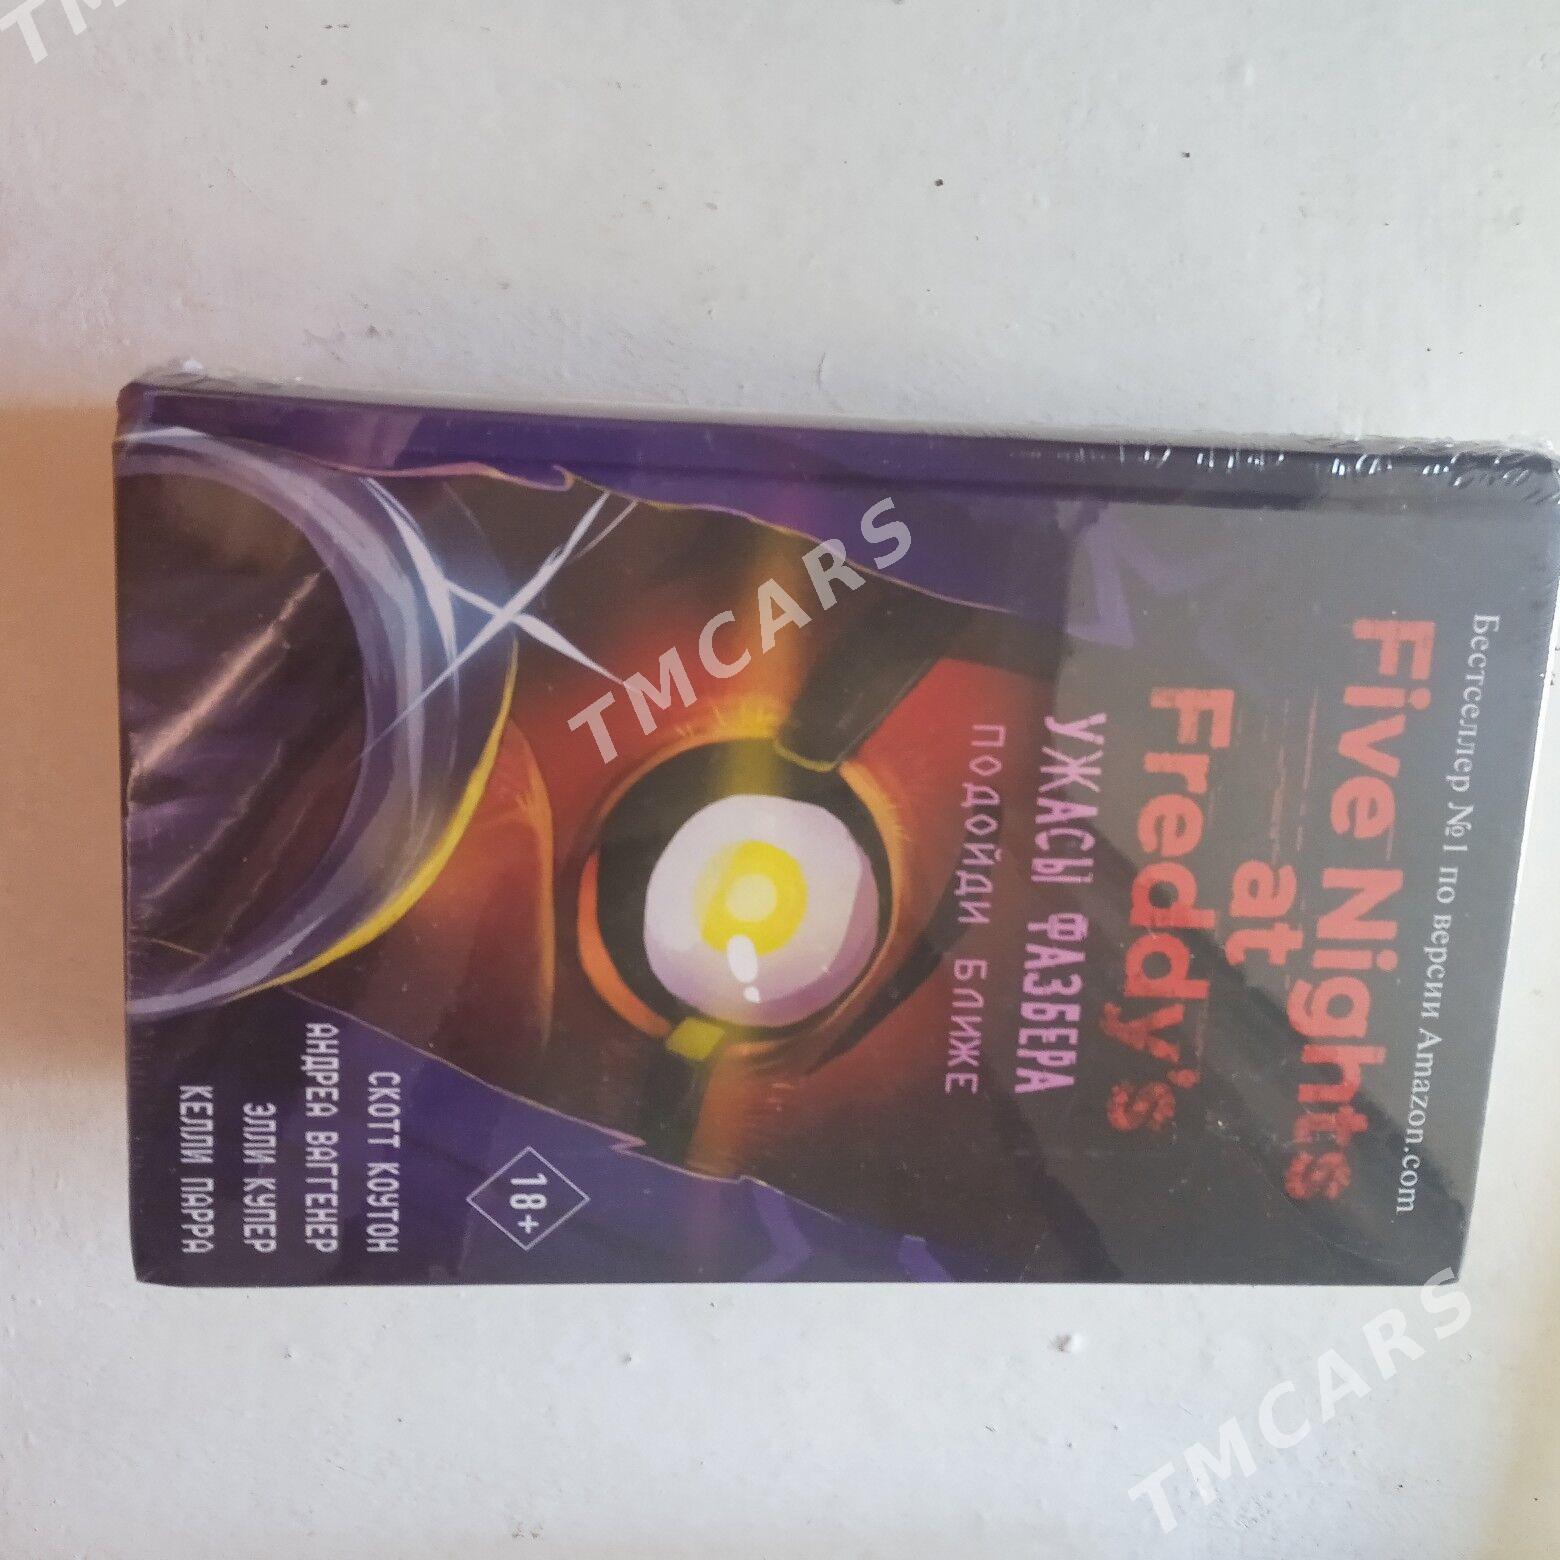 Бестселлер №1 по версии Amazon.com
Five Nights
at
Freddy's
УЖАСЫ ФАЗБЕРА
ПОДОЙДИ БЛИЖЕ
18+
СКОТТ КОУТОН
АНДРЕА ВАГГЕНЕР
ЭЛЛИ КУПЕР
КЕЛЛИ ПАРРА
TMCARS
TMCARS
TM